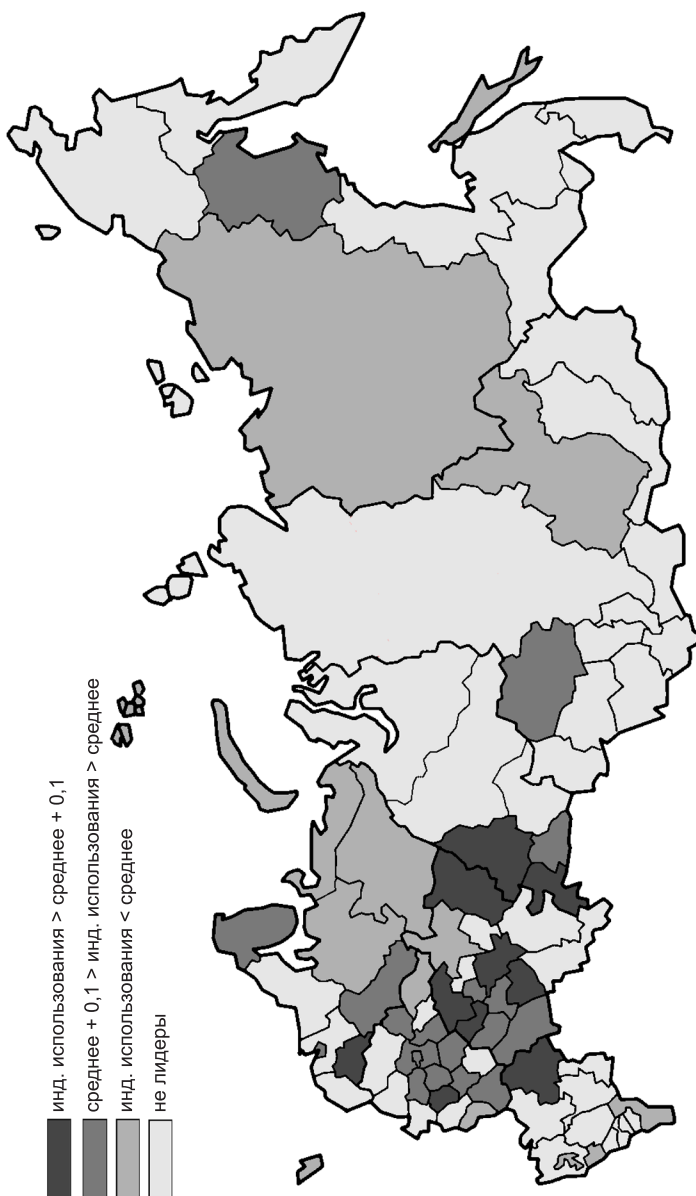 инд. использования > среднее + 0,1
среднее + 0,1 > инд. использования > среднее
инд. использования < среднее
не лидеры